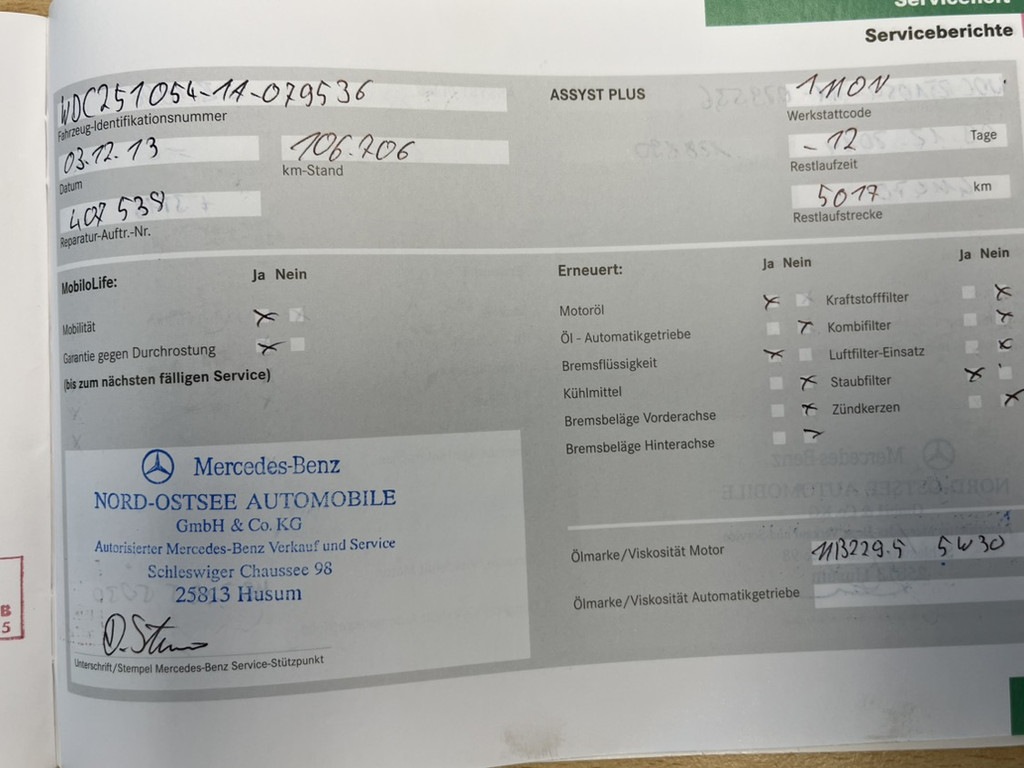 Serviceheft
Serviceberichte
WDC251054-1A-079536
Fahrzeug-Identifikationsnummer
ASSYST PLUS
Werkstattcode
03.12.13
Datum
106.706
km-Stand
-12 Tage
Restlaufzeit
407 538
Reparatur-Auftr.-Nr.
5017 km
Restlaufstrecke
MobiloLife:
Ja Nein
Mobilität
Garantie gegen Durchrostung
(bis zum nächsten fälligen Service)
Erneuert:
Ja Nein
Ja Nein
Motoröl
Kraftstofffilter
Öl - Automatikgetriebe
Kombifilter
Bremsflüssigkeit
Luftfilter-Einsatz
Kühlmittel
Staubfilter
Bremsbeläge Vorderachse
Zündkerzen
Bremsbeläge Hinterachse
Mercedes-Benz
NORD-OSTSEE AUTOMOBILE
GmbH & Co. KG
Autorisierter Mercedes-Benz Verkauf und Service
Schleswiger Chaussee 98
25813 Husum
Unterschrift/Stempel Mercedes-Benz Service-Stützpunkt
Ölmarke/Viskosität Motor
MB229.5 5W30
Ölmarke/Viskosität Automatikgetriebe
B
5